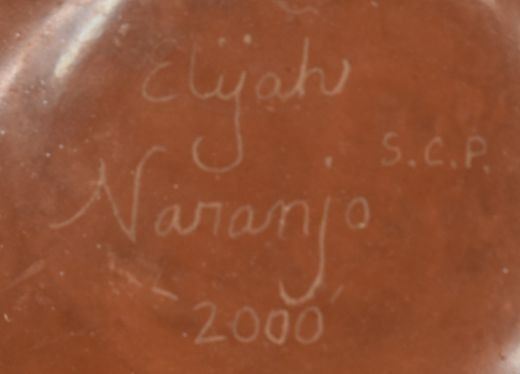 Elijah
S.C.P.
Naranjo
2000